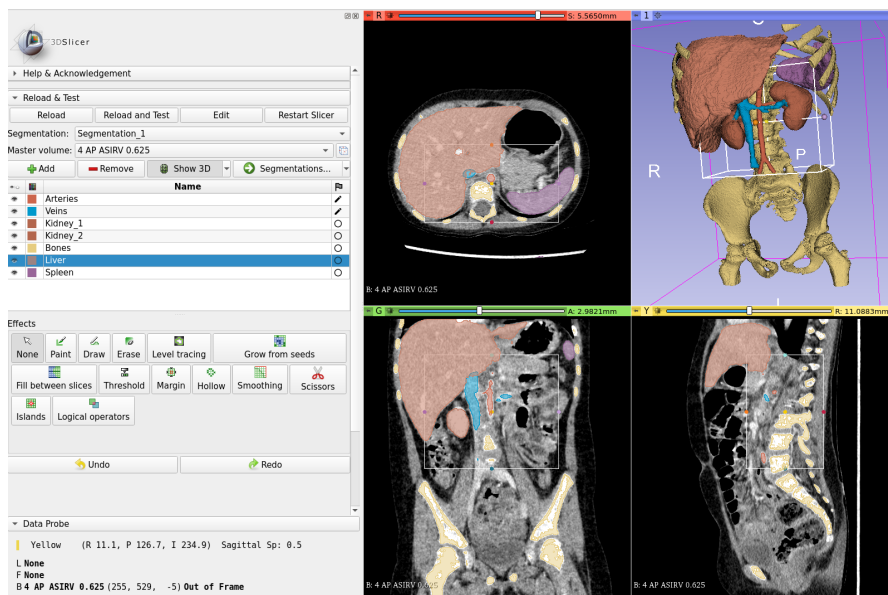 3DSlicer
Help & Acknowledgement
Reload & Test
Reload
Reload and Test
Edit
Restart Slicer
Segmentation: Segmentation_1
Master volume: 4 AP ASIRV 0.625
Add
Remove
Show 3D
Segmentations...
Name
Arteries
Veins
Kidney_1
Kidney_2
Bones
Liver
Spleen
Effects
None
Paint
Draw
Erase
Level tracing
Grow from seeds
Fill between slices
Threshold
Margin
Hollow
Smoothing
Scissors
Islands
Logical operators
Undo
Redo
Data Probe
Yellow (R 11.1, P 126.7, I 234.9) Sagittal Sp: 0.5
L None
F None
B 4 AP ASIRV 0.625 (255, 529, -5) Out of Frame
R S: 5.5650mm
B: 4 AP ASIRV 0.625
1
R
P
G A: 2.9821mm
B: 4 AP ASIRV 0.625
Y R: 11.0883mm
B: 4 AP ASIRV 0.625